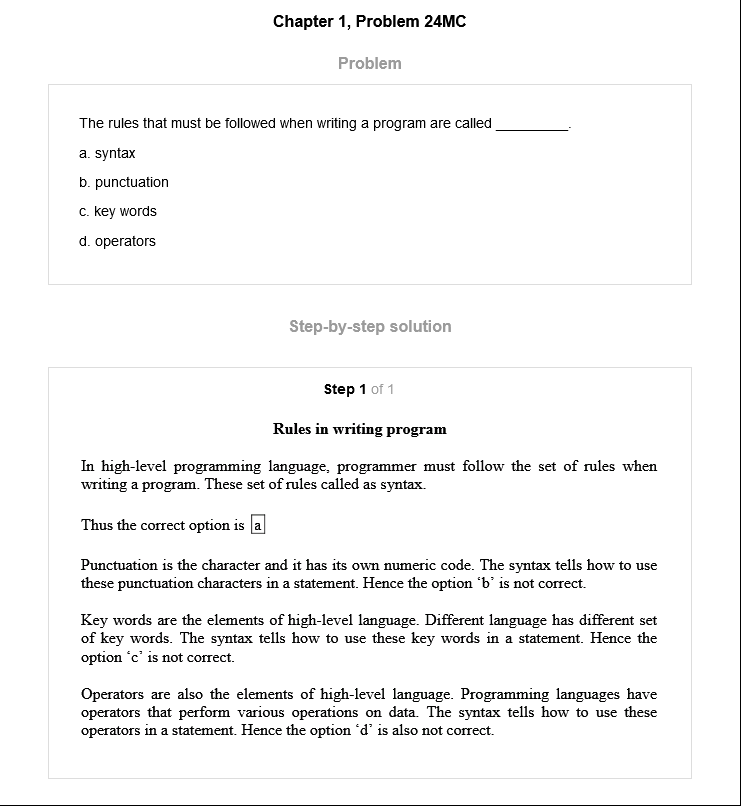 Chapter 1, Problem 24MC
Problem
The rules that must be followed when writing a program are called _________.
a. syntax
b. punctuation
c. key words
d. operators
Step-by-step solution
Step 1 of 1
Rules in writing program
In high-level programming language, programmer must follow the set of rules when
writing a program. These set of rules called as syntax.
Thus the correct option is a
Punctuation is the character and it has its own numeric code. The syntax tells how to use
these punctuation characters in a statement. Hence the option ‘b’ is not correct.
Key words are the elements of high-level language. Different language has different set
of key words. The syntax tells how to use these key words in a statement. Hence the
option ‘c’ is not correct.
Operators are also the elements of high-level language. Programming languages have
operators that perform various operations on data. The syntax tells how to use these
operators in a statement. Hence the option ‘d’ is also not correct.